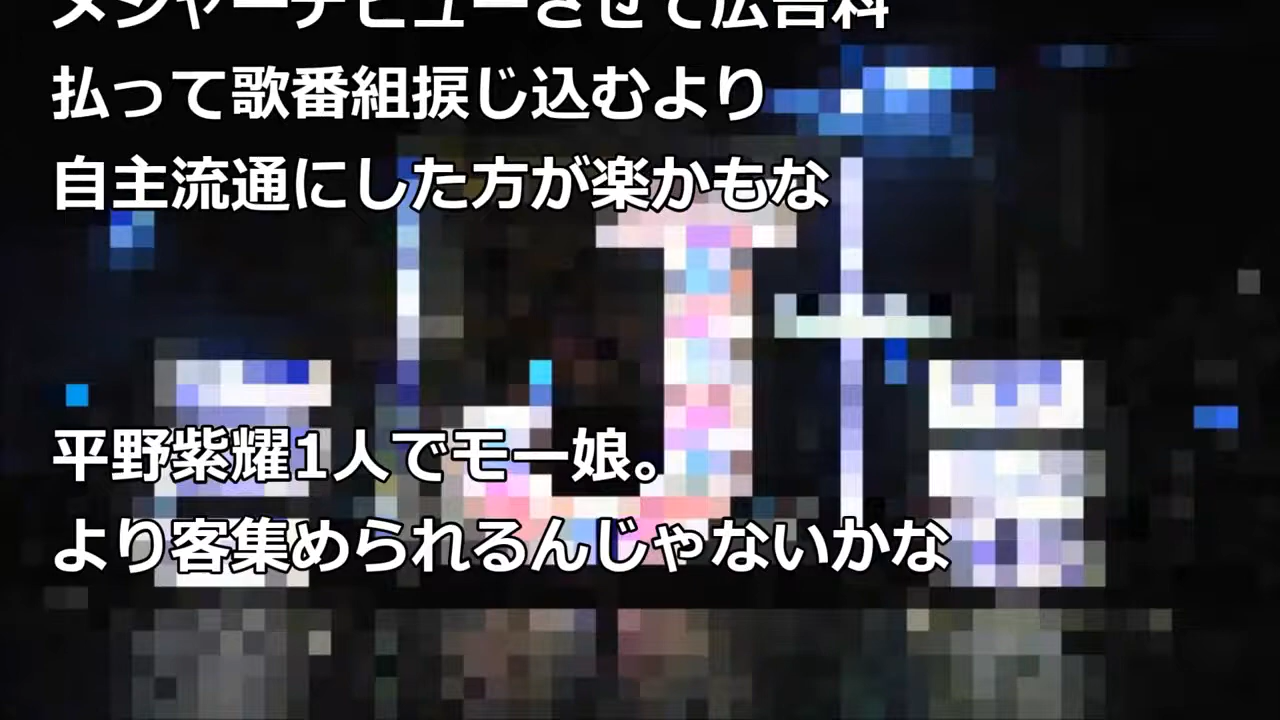 メジャーデビューさせて広告料
払って歌番組捩じ込むより
自主流通にした方が楽かもな
平野紫耀1人でモー娘。
より客集められるんじゃないかな